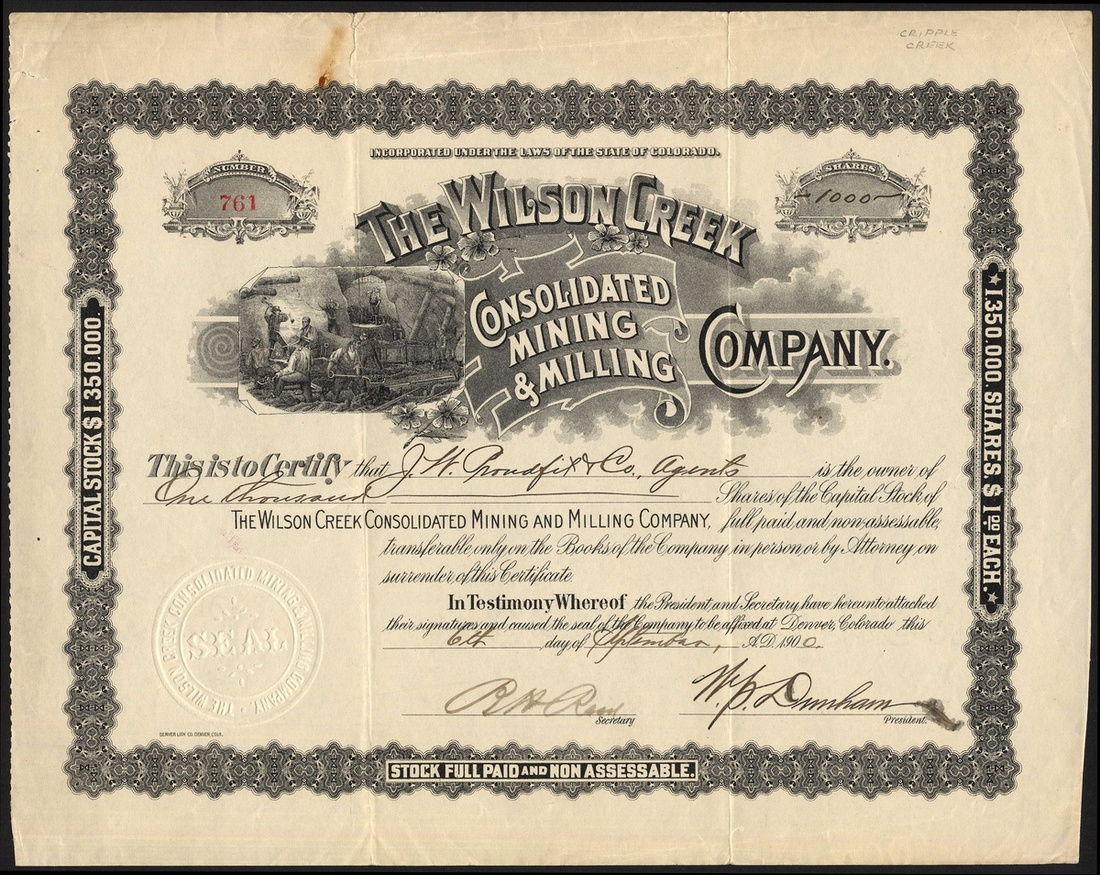 CRIPPLE
CREEK
INCORPORATED UNDER THE LAWS OF THE STATE OF COLORADO.
NUMBER
761
SHARES
1000
THE WILSON CREEK
CONSOLIDATED
MINING
& MILLING
COMPANY.
CAPITAL STOCK $1.350.000.
1.350.000. SHARES. $1.00 EACH.
This is to Certify that J. W. Proudfit & Co., Agents is the owner of
One thousand Shares of the Capital Stock of
THE WILSON CREEK CONSOLIDATED MINING AND MILLING COMPANY, full paid and non-assessable,
transferable only on the Books of the Company in person or by Attorney on
surrender of this Certificate.
In Testimony Whereof the President and Secretary have hereunto attached
their signatures and caused the seal of the Company to be affixed at Denver, Colorado this
6th day of September, A.D. 1900.
THE WILSON CREEK CONSOLIDATED MINING & MILLING COMPANY
SEAL
Secretary
W. P. Dunham
President.
DENVER LITH CO. DENVER, COLO.
STOCK FULL PAID AND NON ASSESSABLE.